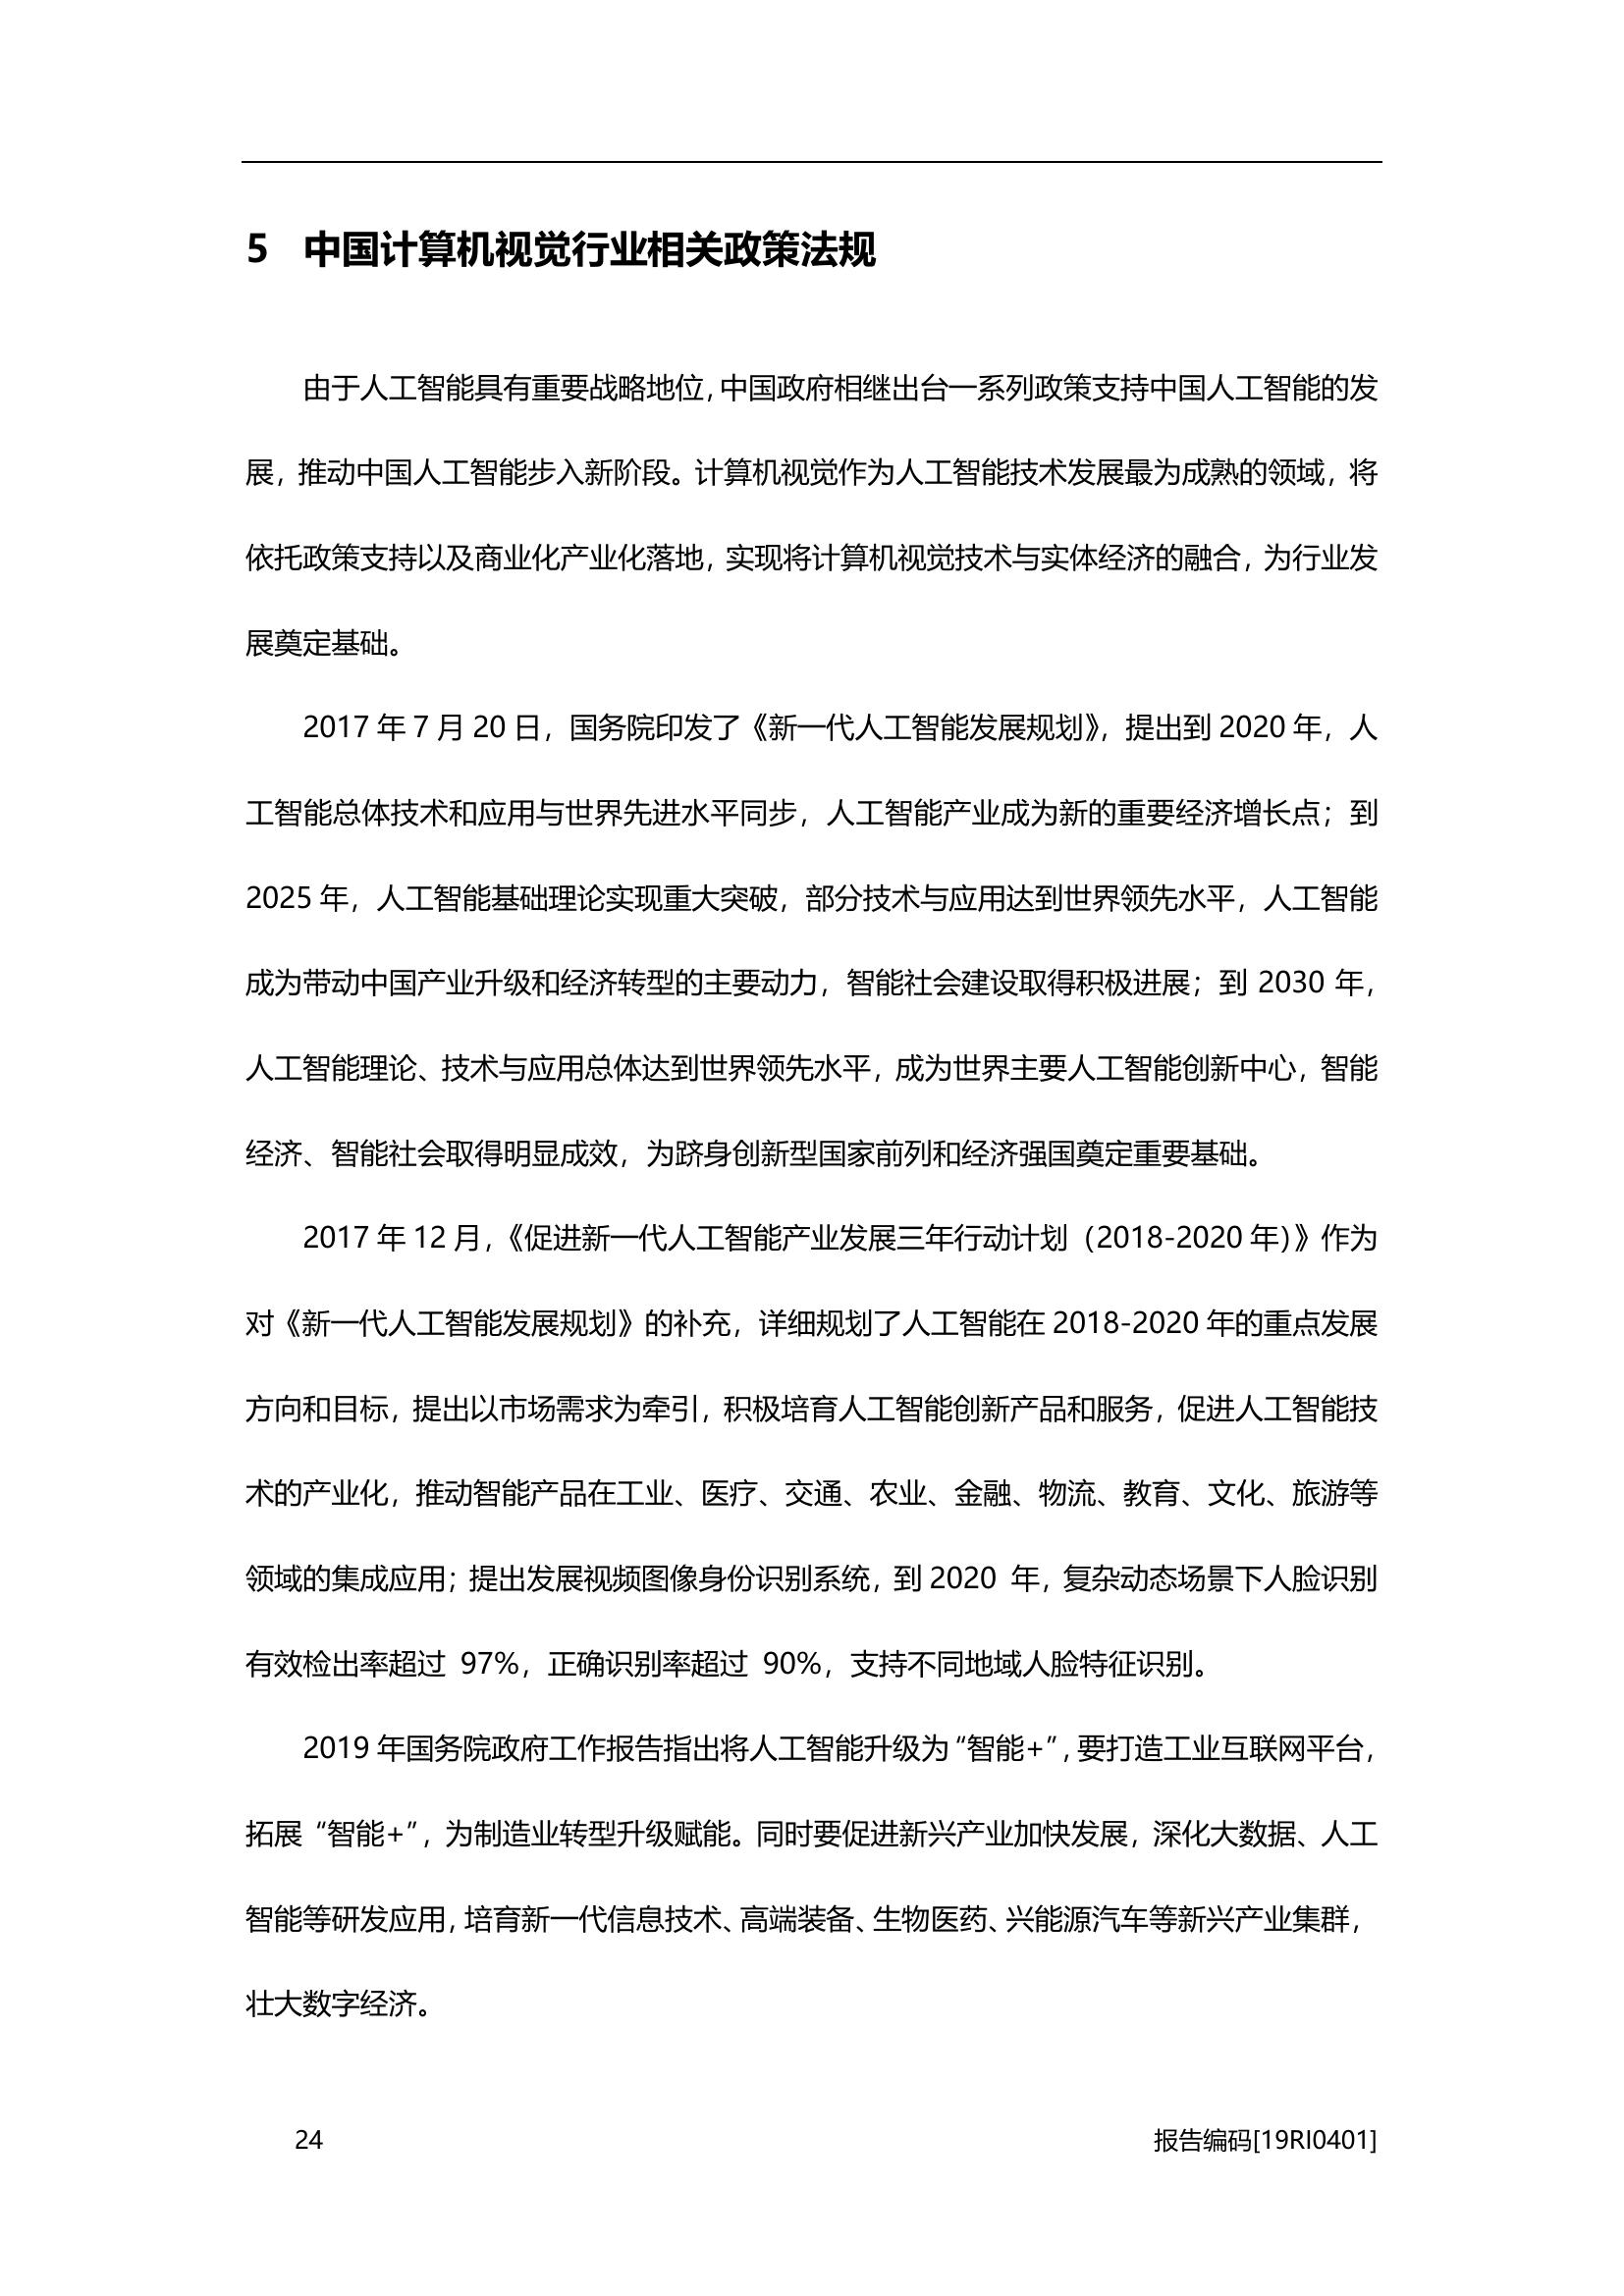 5 中国计算机视觉行业相关政策法规
由于人工智能具有重要战略地位，中国政府相继出台一系列政策支持中国人工智能的发
展，推动中国人工智能步入新阶段。计算机视觉作为人工智能技术发展最为成熟的领域，将
依托政策支持以及商业化产业化落地，实现将计算机视觉技术与实体经济的融合，为行业发
展奠定基础。
2017 年 7 月 20 日，国务院印发了《新一代人工智能发展规划》，提出到 2020 年，人
工智能总体技术和应用与世界先进水平同步，人工智能产业成为新的重要经济增长点；到
2025 年，人工智能基础理论实现重大突破，部分技术与应用达到世界领先水平，人工智能
成为带动中国产业升级和经济转型的主要动力，智能社会建设取得积极进展；到 2030 年，
人工智能理论、技术与应用总体达到世界领先水平，成为世界主要人工智能创新中心，智能
经济、智能社会取得明显成效，为跻身创新型国家前列和经济强国奠定重要基础。
2017 年 12 月，《促进新一代人工智能产业发展三年行动计划（2018-2020 年）》作为
对《新一代人工智能发展规划》的补充，详细规划了人工智能在 2018-2020 年的重点发展
方向和目标，提出以市场需求为牵引，积极培育人工智能创新产品和服务，促进人工智能技
术的产业化，推动智能产品在工业、医疗、交通、农业、金融、物流、教育、文化、旅游等
领域的集成应用；提出发展视频图像身份识别系统，到 2020 年，复杂动态场景下人脸识别
有效检出率超过 97%，正确识别率超过 90%，支持不同地域人脸特征识别。
2019 年国务院政府工作报告指出将人工智能升级为“智能+”，要打造工业互联网平台，
拓展“智能+”，为制造业转型升级赋能。同时要促进新兴产业加快发展，深化大数据、人工
智能等研发应用，培育新一代信息技术、高端装备、生物医药、兴能源汽车等新兴产业集群，
壮大数字经济。
24 报告编码[19RI0401]